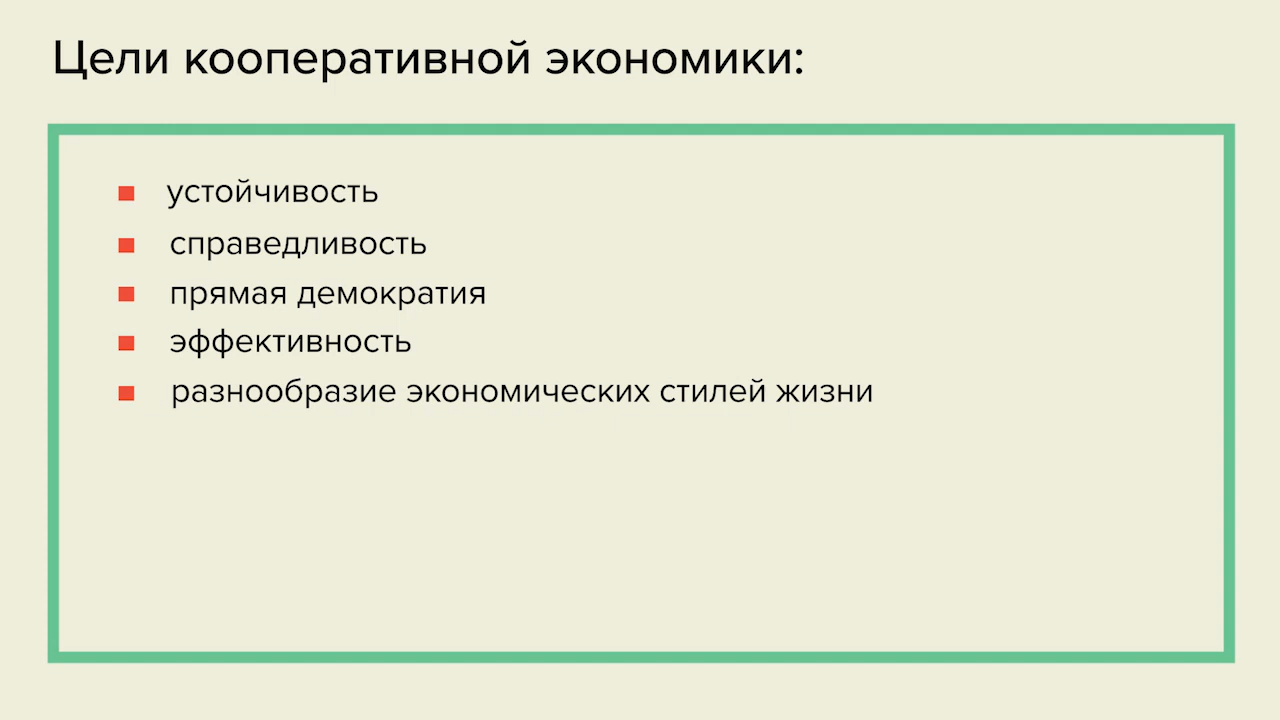 Цели кооперативной экономики:
устойчивость
справедливость
прямая демократия
эффективность
разнообразие экономических стилей жизни